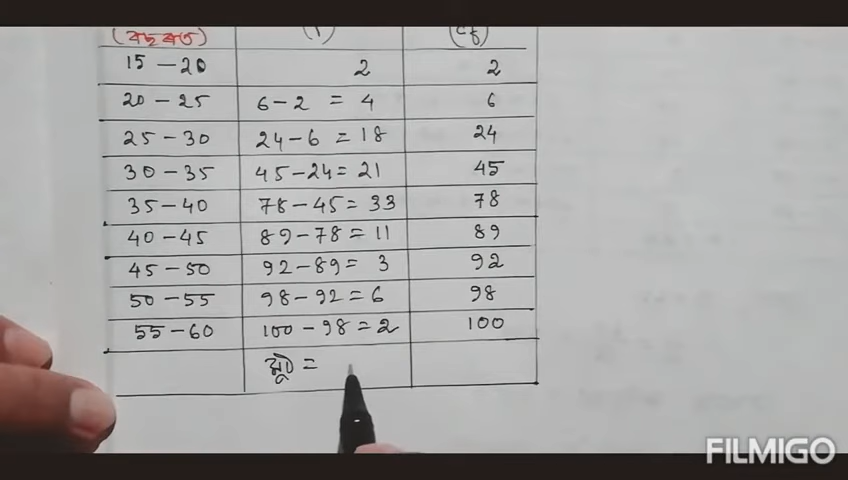 (বছৰত) (f) (cf)
15 – 20 2 2
20 – 25 6 – 2 = 4 6
25 – 30 24 – 6 = 18 24
30 – 35 45 – 24 = 21 45
35 – 40 78 – 45 = 33 78
40 – 45 89 – 78 = 11 89
45 – 50 92 – 89 = 3 92
50 – 55 98 – 92 = 6 98
55 – 60 100 – 98 = 2 100
=
FILMIGO